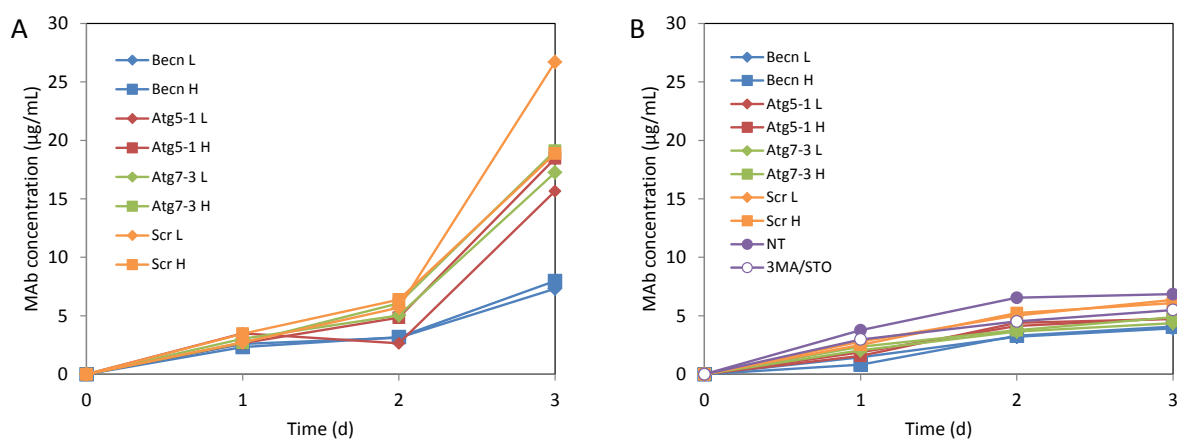 A
MAb concentration (µg/mL)
30
25
20
15
10
5
0
Becn L
Becn H
Atg5-1 L
Atg5-1 H
Atg7-3 L
Atg7-3 H
Scr L
Scr H
0 1 2 3
Time (d)
B
MAb concentration (µg/mL)
30
25
20
15
10
5
0
Becn L
Becn H
Atg5-1 L
Atg5-1 H
Atg7-3 L
Atg7-3 H
Scr L
Scr H
NT
3MA/STO
0 1 2 3
Time (d)